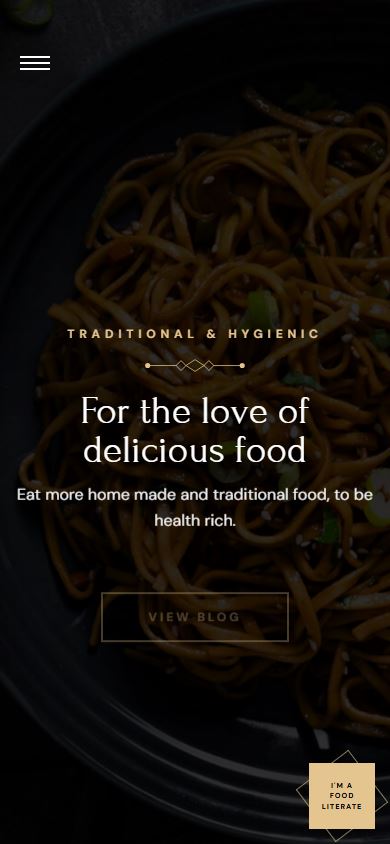 TRADITIONAL & HYGIENIC
For the love of
delicious food
Eat more home made and traditional food, to be
health rich.
VIEW BLOG
I'M A
FOOD
LITERATE